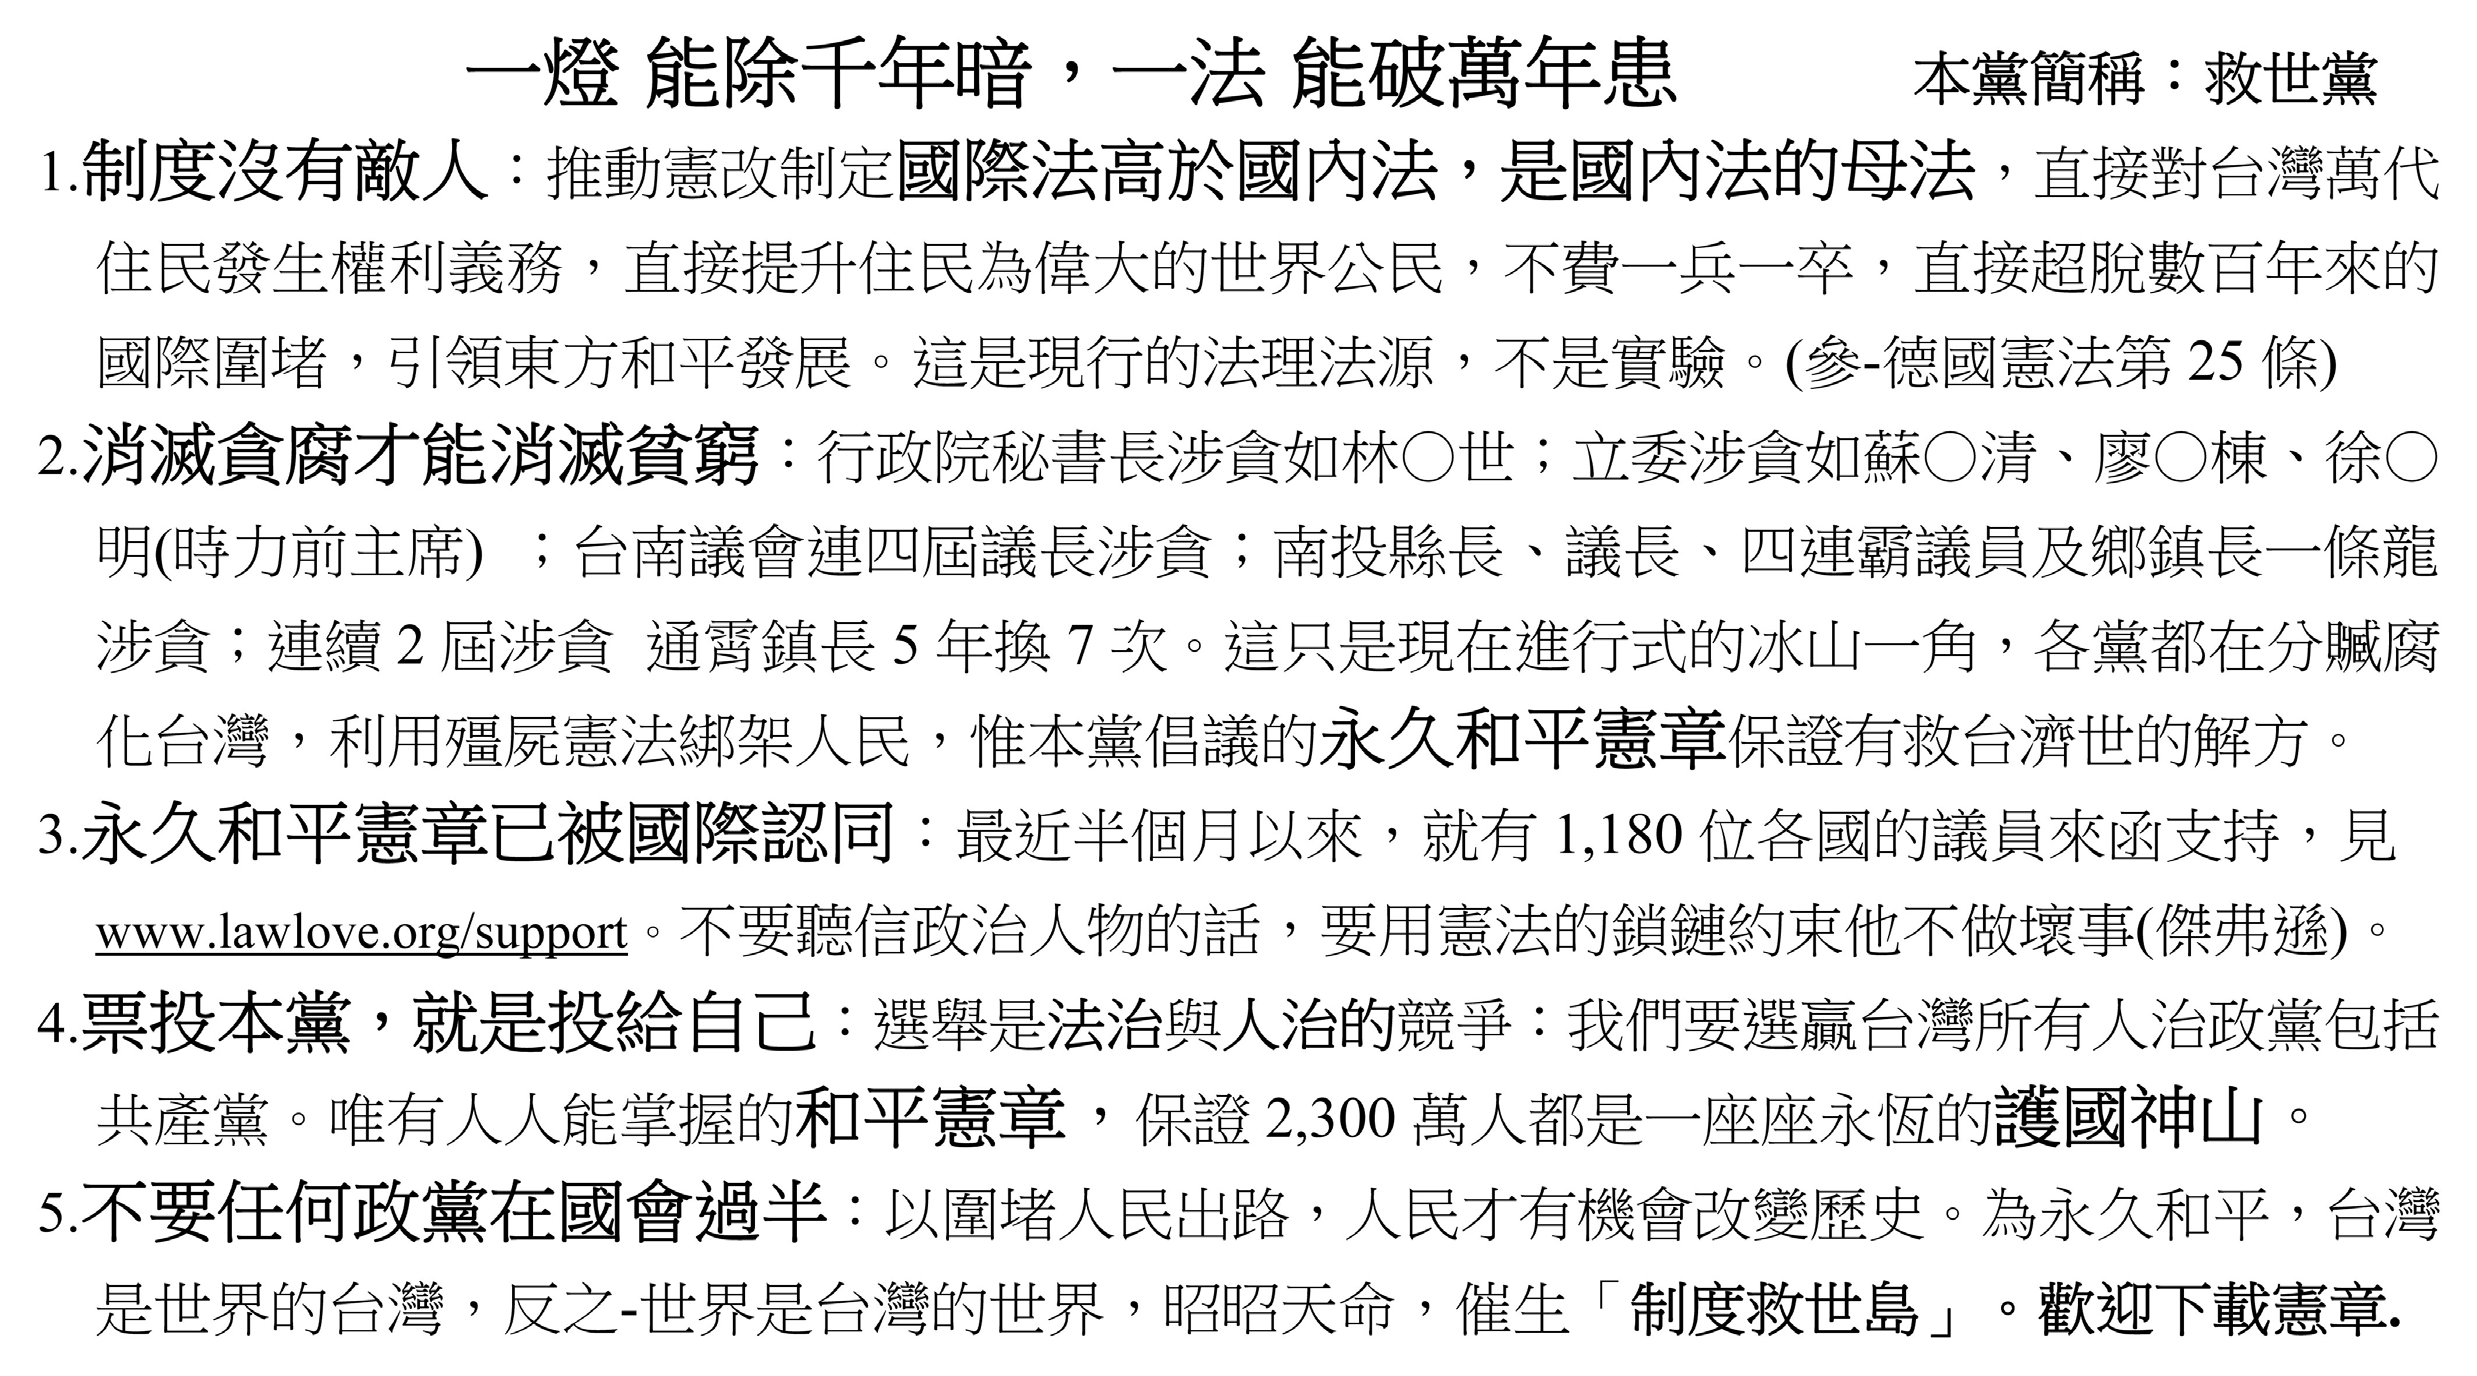 一燈 能除千年暗，一法 能破萬年患 本黨簡稱：救世黨
1.制度沒有敵人：推動憲改制定國際法高於國內法，是國內法的母法，直接對台灣萬代
住民發生權利義務，直接提升住民為偉大的世界公民，不費一兵一卒，直接超脫數百年來的
國際圍堵，引領東方和平發展。這是現行的法理法源，不是實驗。(參-德國憲法第 25 條)
2.消滅貪腐才能消滅貧窮：行政院秘書長涉貪如林〇世；立委涉貪如蘇〇清、廖〇棟、徐〇
明(時力前主席) ；台南議會連四屆議長涉貪；南投縣長、議長、四連霸議員及鄉鎮長一條龍
涉貪；連續 2 屆涉貪 通霄鎮長 5 年換 7 次。這只是現在進行式的冰山一角，各黨都在分贓腐
化台灣，利用殭屍憲法綁架人民，惟本黨倡議的永久和平憲章保證有救台濟世的解方。
3.永久和平憲章已被國際認同：最近半個月以來，就有 1,180 位各國的議員來函支持，見
www.lawlove.org/support。不要聽信政治人物的話，要用憲法的鎖鏈約束他不做壞事(傑弗遜)。
4.票投本黨，就是投給自己：選舉是法治與人治的競爭：我們要選贏台灣所有人治政黨包括
共產黨。唯有人人能掌握的和平憲章，保證 2,300 萬人都是一座座永恆的護國神山。
5.不要任何政黨在國會過半：以圍堵人民出路，人民才有機會改變歷史。為永久和平，台灣
是世界的台灣，反之-世界是台灣的世界，昭昭天命，催生「制度救世島」。歡迎下載憲章.